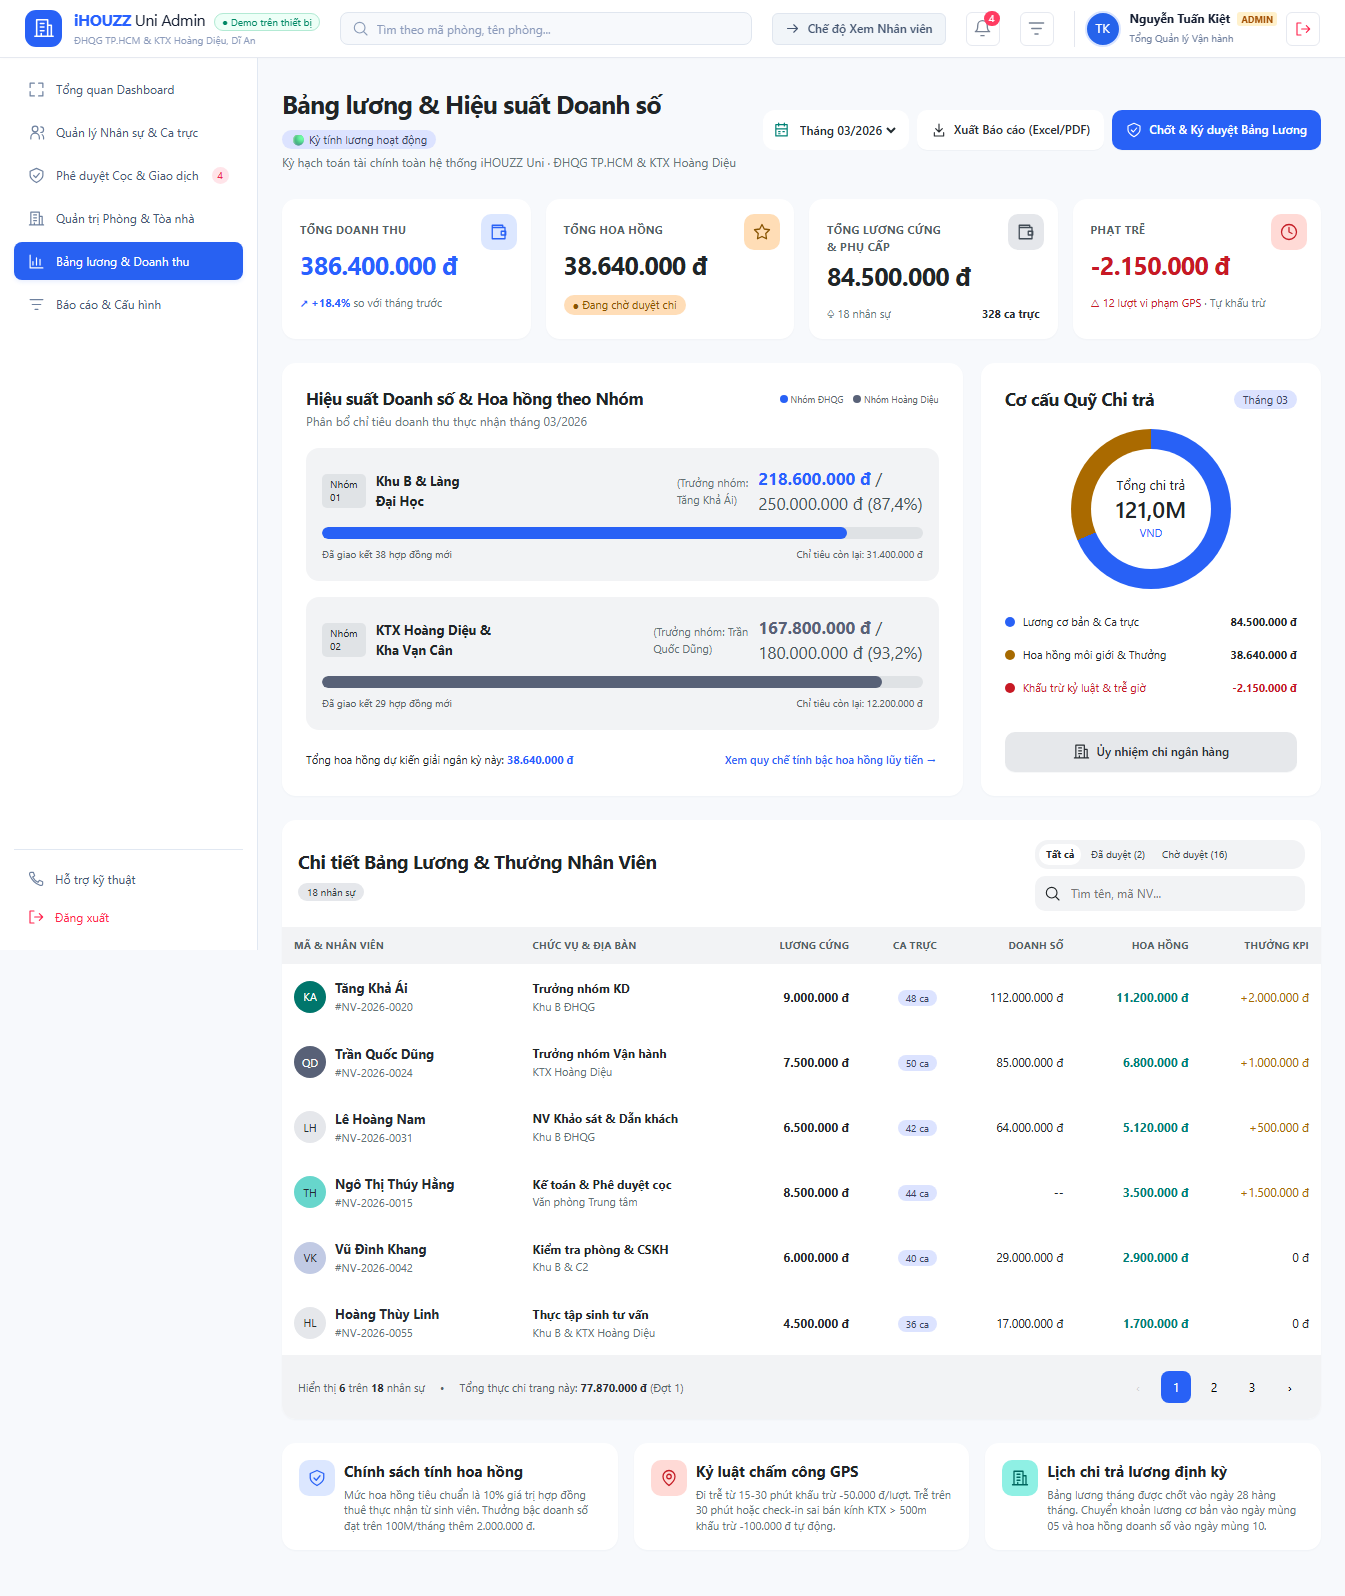 iHOUZZ Uni Admin
● Demo trên thiết bị
ĐHQG TP.HCM & KTX Hoàng Diệu, Dĩ An
Tìm theo mã phòng, tên phòng...
→ Chế độ Xem Nhân viên
4
TK
Nguyễn Tuấn Kiệt ADMIN
Tổng Quản lý Vận hành
Tổng quan Dashboard
Quản lý Nhân sự & Ca trực
Phê duyệt Cọc & Giao dịch 4
Quản trị Phòng & Tòa nhà
Bảng lương & Doanh thu
Báo cáo & Cấu hình
Hỗ trợ kỹ thuật
Đăng xuất
Bảng lương & Hiệu suất Doanh số
Kỳ tính lương hoạt động
Kỳ hạch toán tài chính toàn hệ thống iHOUZZ Uni · ĐHQG TP.HCM & KTX Hoàng Diệu
Tháng 03/2026
Xuất Báo cáo (Excel/PDF)
Chốt & Ký duyệt Bảng Lương
TỔNG DOANH THU
386.400.000 đ
↗ +18.4% so với tháng trước
TỔNG HOA HỒNG
38.640.000 đ
● Đang chờ duyệt chi
TỔNG LƯƠNG CỨNG
& PHỤ CẤP
84.500.000 đ
18 nhân sự
328 ca trực
PHẠT TRỄ
-2.150.000 đ
△ 12 lượt vi phạm GPS · Tự khấu trừ
Hiệu suất Doanh số & Hoa hồng theo Nhóm
Phân bổ chỉ tiêu doanh thu thực nhận tháng 03/2026
Nhóm ĐHQG
Nhóm Hoàng Diệu
Nhóm
01
Khu B & Làng
Đại Học
(Trưởng nhóm:
Tăng Khả Ái)
218.600.000 đ /
250.000.000 đ (87,4%)
Đã giao kết 38 hợp đồng mới
Chỉ tiêu còn lại: 31.400.000 đ
Nhóm
02
KTX Hoàng Diệu &
Kha Vạn Cân
(Trưởng nhóm: Trần
Quốc Dũng)
167.800.000 đ /
180.000.000 đ (93,2%)
Đã giao kết 29 hợp đồng mới
Chỉ tiêu còn lại: 12.200.000 đ
Tổng hoa hồng dự kiến giải ngân kỳ này: 38.640.000 đ
Xem quy chế tính bậc hoa hồng lũy tiến →
Cơ cấu Quỹ Chi trả
Tháng 03
Tổng chi trả
121,0M
VND
Lương cơ bản & Ca trực 84.500.000 đ
Hoa hồng môi giới & Thưởng 38.640.000 đ
Khấu trừ kỷ luật & trễ giờ -2.150.000 đ
Ủy nhiệm chi ngân hàng
Chi tiết Bảng Lương & Thưởng Nhân Viên
18 nhân sự
Tất cả Đã duyệt (2) Chờ duyệt (16)
Tìm tên, mã NV...
MÃ & NHÂN VIÊN CHỨC VỤ & ĐỊA BÀN LƯƠNG CỨNG CA TRỰC DOANH SỐ HOA HỒNG THƯỞNG KPI
KA Tăng Khả Ái Trưởng nhóm KD 9.000.000 đ 48 ca 112.000.000 đ 11.200.000 đ +2.000.000 đ
#NV-2026-0020 Khu B ĐHQG
QD Trần Quốc Dũng Trưởng nhóm Vận hành 7.500.000 đ 50 ca 85.000.000 đ 6.800.000 đ +1.000.000 đ
#NV-2026-0024 KTX Hoàng Diệu
LH Lê Hoàng Nam NV Khảo sát & Dẫn khách 6.500.000 đ 42 ca 64.000.000 đ 5.120.000 đ +500.000 đ
#NV-2026-0031 Khu B ĐHQG
TH Ngô Thị Thúy Hằng Kế toán & Phê duyệt cọc 8.500.000 đ 44 ca -- 3.500.000 đ +1.500.000 đ
#NV-2026-0015 Văn phòng Trung tâm
VK Vũ Đình Khang Kiểm tra phòng & CSKH 6.000.000 đ 40 ca 29.000.000 đ 2.900.000 đ 0 đ
#NV-2026-0042 Khu B & C2
HL Hoàng Thùy Linh Thực tập sinh tư vấn 4.500.000 đ 36 ca 17.000.000 đ 1.700.000 đ 0 đ
#NV-2026-0055 Khu B & KTX Hoàng Diệu
Hiển thị 6 trên 18 nhân sự • Tổng thực chi trang này: 77.870.000 đ (Đợt 1)
‹ 1 2 3 ›
Chính sách tính hoa hồng
Mức hoa hồng tiêu chuẩn là 10% giá trị hợp đồng
thuê thực nhận từ sinh viên. Thưởng bậc doanh số
đạt trên 100M/tháng thêm 2.000.000 đ.
Kỷ luật chấm công GPS
Đi trễ từ 15-30 phút khấu trừ -50.000 đ/lượt. Trễ trên
30 phút hoặc check-in sai bán kính KTX > 500m
khấu trừ -100.000 đ tự động.
Lịch chi trả lương định kỳ
Bảng lương tháng được chốt vào ngày 28 hàng
tháng. Chuyển khoản lương cơ bản vào ngày mùng
05 và hoa hồng doanh số vào ngày mùng 10.